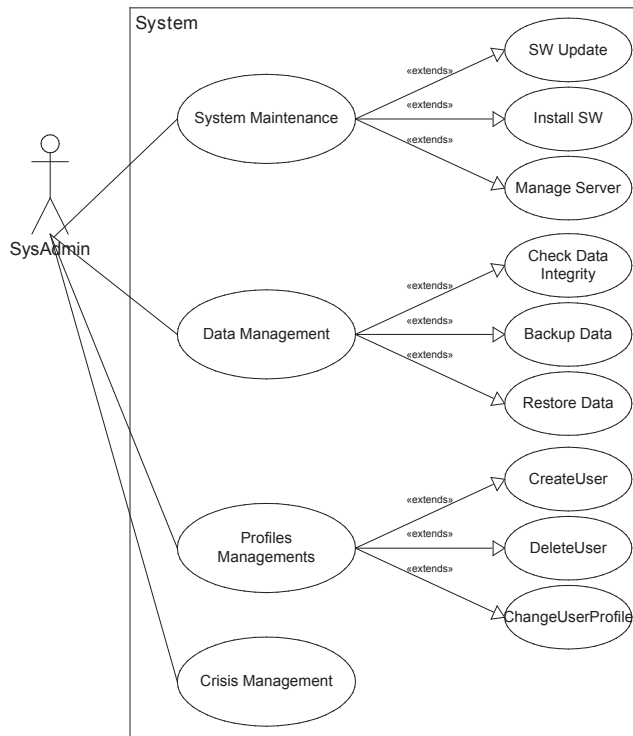 System
SW Update
«extends»
System Maintenance
«extends»
Install SW
«extends»
Manage Server
SysAdmin
Check Data
Integrity
«extends»
Data Management
«extends»
Backup Data
«extends»
Restore Data
CreateUser
«extends»
Profiles
Managements
«extends»
DeleteUser
«extends»
ChangeUserProfile
Crisis Management